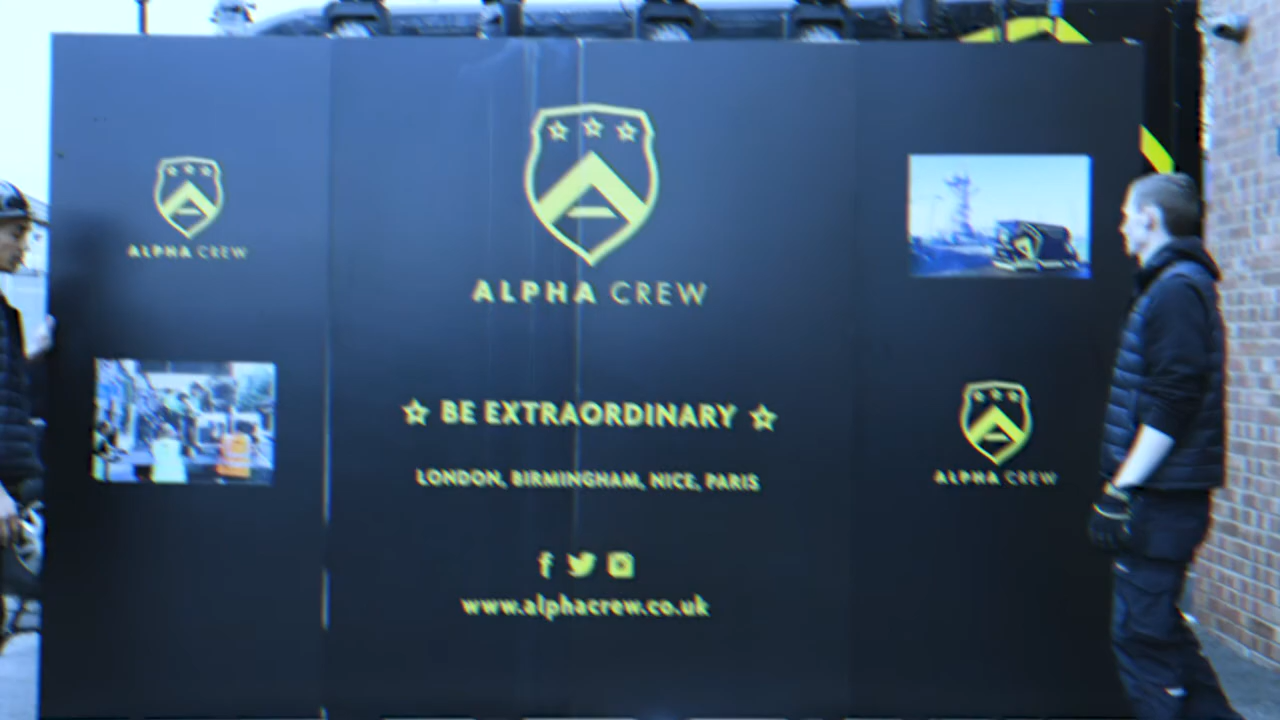 ALPHA CREW
ALPHA CREW
BE EXTRAORDINARY
LONDON, BIRMINGHAM, NICE, PARIS
www.alphacrew.co.uk
ALPHA CREW